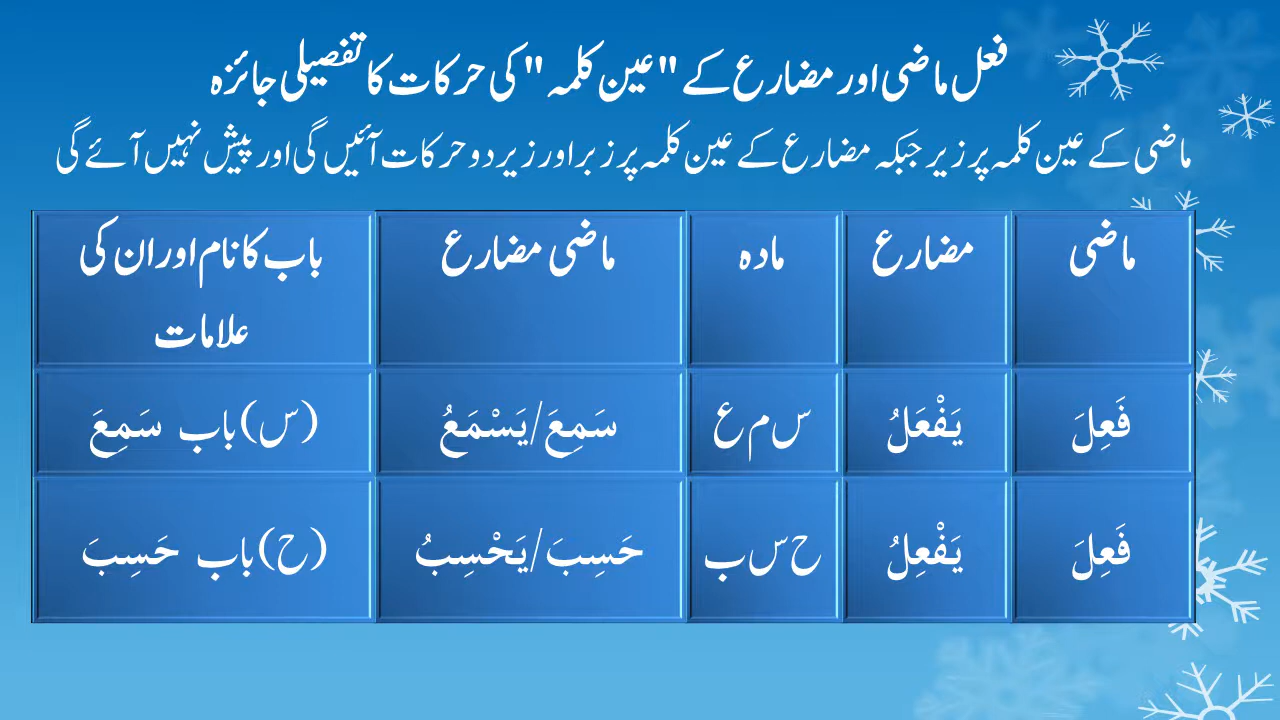 فعل ماضی اور مضارع کے "عین کلمہ" کی حرکات کا تفصیلی جائزہ
ماضی کے عین کلمہ پر زیر جبکہ مضارع کے عین کلمہ پر زبر اور زیر دو حرکات آئیں گی اور پیش نہیں آئے گی
ماضی مضارع مادہ ماضی مضارع باب کا نام اور ان کی
علامات
فَعِلَ يَفْعَلُ س م ع سَمِعَ/يَسْمَعُ (س) باب سَمِعَ
فَعِلَ يَفْعِلُ ح س ب حَسِبَ/يَحْسِبُ (ح) باب حَسِبَ